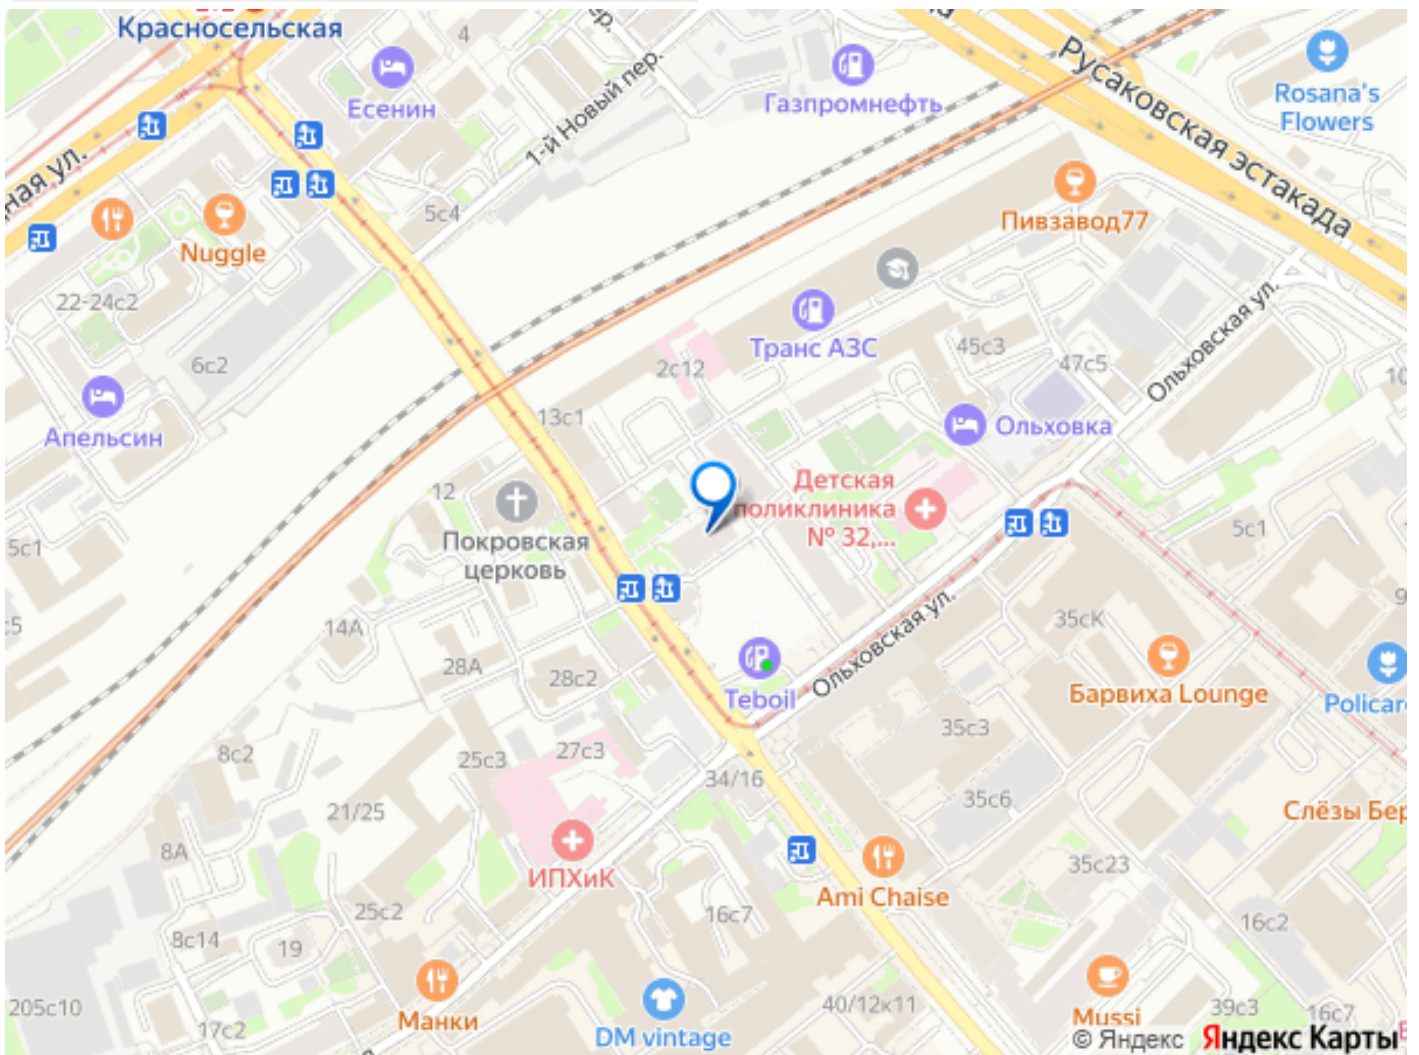 Красносельская
4
Есенин
1-й Новый пер.
Газпромнефть
Русаковская эстакада
Rosana's
Flowers
ная ул.
Nuggle
5с4
Пивзавод77
22-24с2
6с2
Транс АЗС
2с12
45с3
47с5
Ольховская ул.
Апельсин
13с1
Ольховка
12
Покровская
церковь
Детская
поликлиника
№ 32,...
5с1
5с1
14А
28А
28с2
Teboil
Ольховская ул.
35сК
Барвиха Lounge
Policar
8с2
25с3
27с3
34/16
35с3
35с6
21/25
Слёзы Бер
8А
ИПХиК
35с23
Ami Chaise
25с2
16с7
16с2
8с14
19
205с10
17с2
Манки
DM vintage
40/12к11
Mussi
39с3
16с7
© Яндекс Яндекс Карты